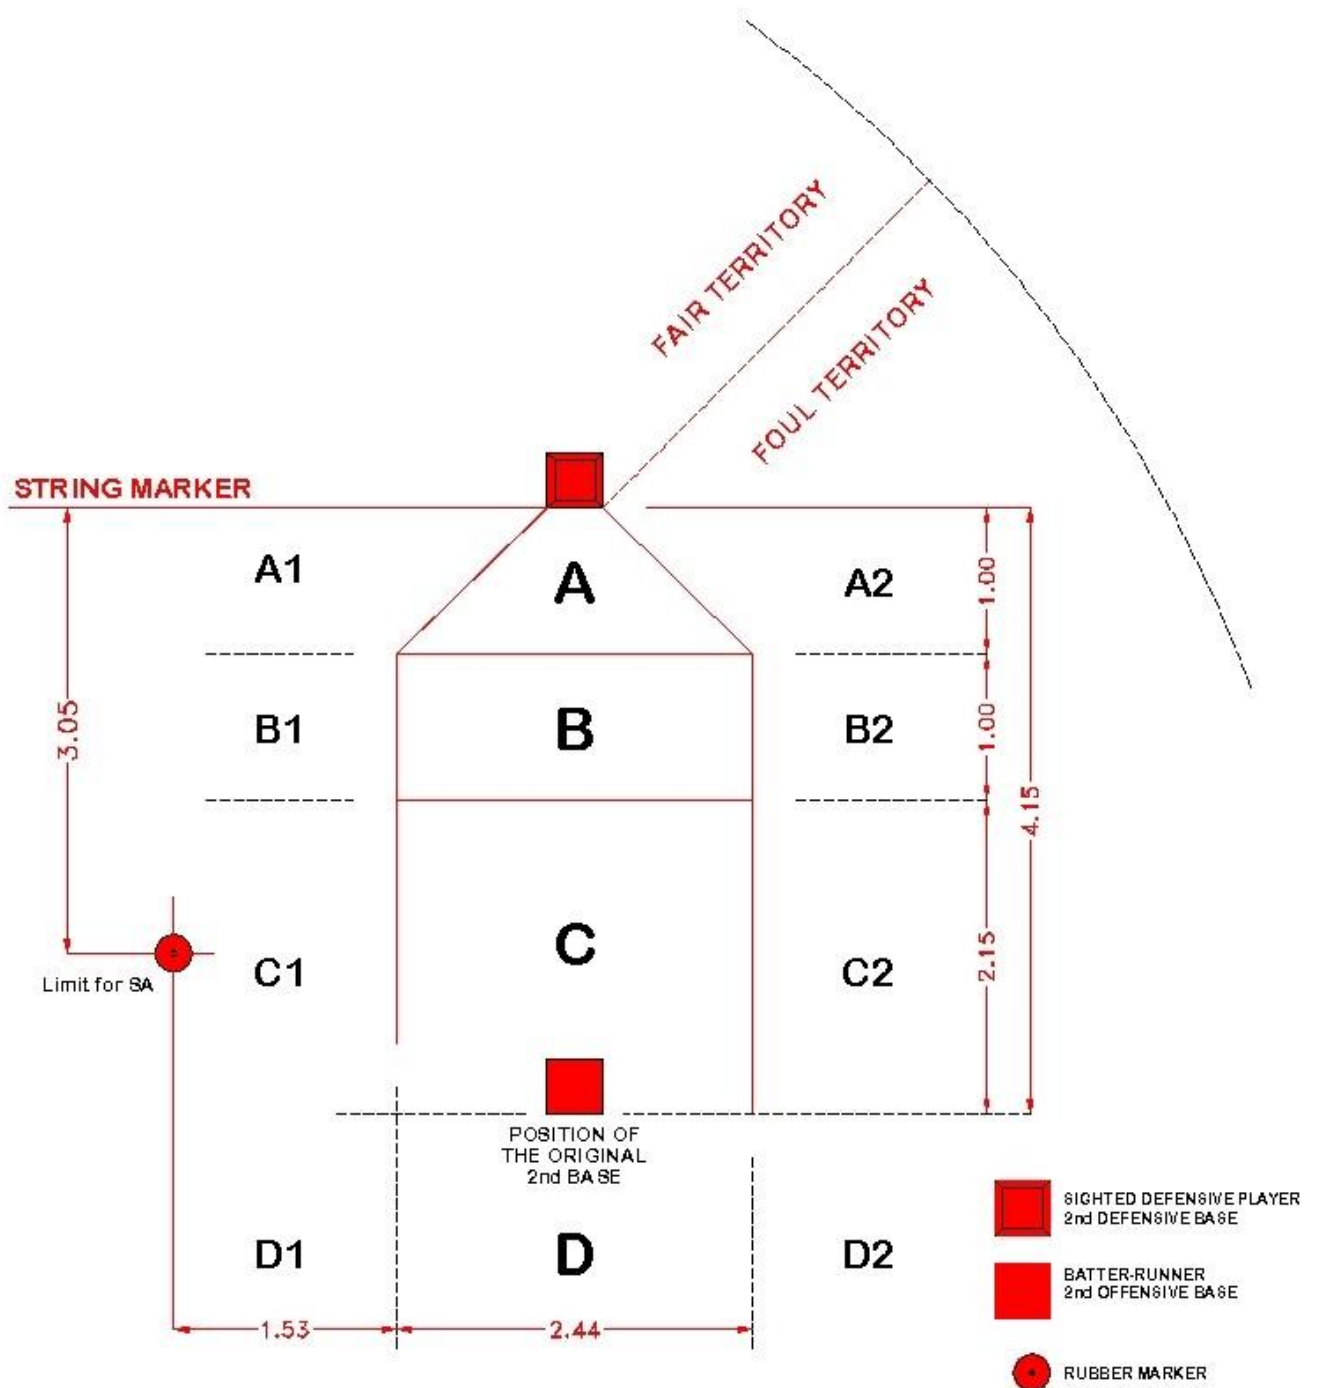 FAIR TERRITORY
FOUL TERRITORY
STRING MARKER
A1
A
A2
1.00
B1
B
B2
1.00
3.05
4.15
C1
C
C2
2.15
Limit for SA
POSITION OF
THE ORIGINAL
2nd BASE
D1
D
D2
1.53
2.44
SIGHTED DEFENSIVE PLAYER
2nd DEFENSIVE BASE
BATTER-RUNNER
2nd OFFENSIVE BASE
RUBBER MARKER